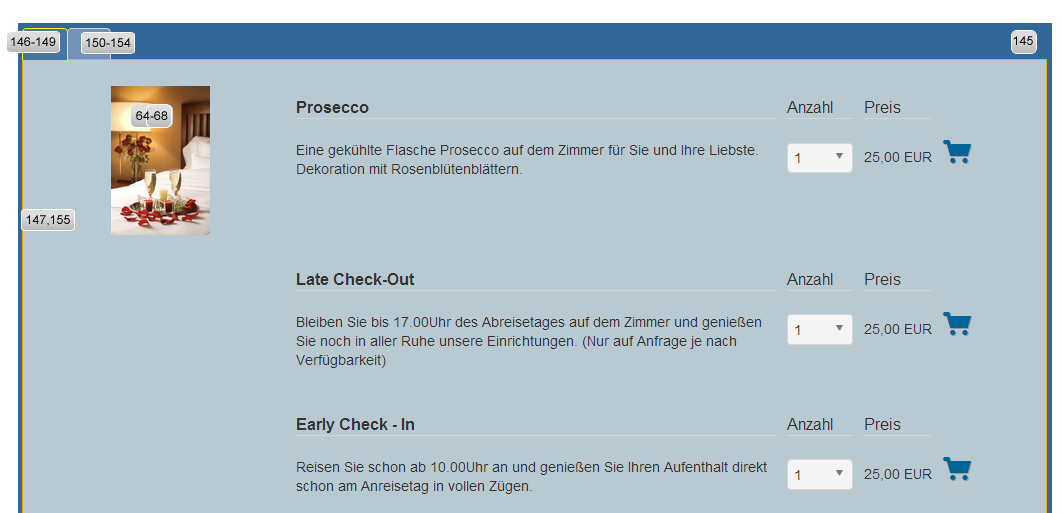 146-149
150-154
145
64-68
147,155
Prosecco
Anzahl
Preis
Eine gekühlte Flasche Prosecco auf dem Zimmer für Sie und Ihre Liebste.
Dekoration mit Rosenblütenblättern.
1
25,00 EUR
Late Check-Out
Anzahl
Preis
Bleiben Sie bis 17.00Uhr des Abreisetages auf dem Zimmer und genießen
Sie noch in aller Ruhe unsere Einrichtungen. (Nur auf Anfrage je nach
Verfügbarkeit)
1
25,00 EUR
Early Check - In
Anzahl
Preis
Reisen Sie schon ab 10.00Uhr an und genießen Sie Ihren Aufenthalt direkt
schon am Anreisetag in vollen Zügen.
1
25,00 EUR